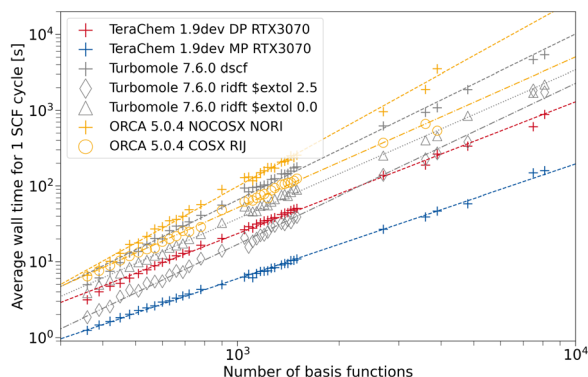 TeraChem 1.9dev DP RTX3070
TeraChem 1.9dev MP RTX3070
Turbomole 7.6.0 dscf
Turbomole 7.6.0 ridft $extol 2.5
Turbomole 7.6.0 ridft $extol 0.0
ORCA 5.0.4 NOCOSX NORI
ORCA 5.0.4 COSX RIJ
Average wall time for 1 SCF cycle [s]
10⁴
10³
10²
10¹
10⁰
10³
10⁴
Number of basis functions